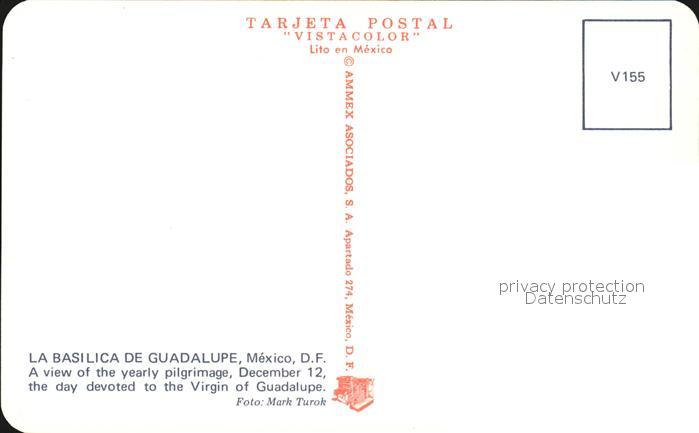 TARJETA POSTAL
"VISTACOLOR"
Lito en México
V155
© AMMEX ASOCIADOS, S. A. Apartado 274, México, D. F.
privacy protection
Datenschutz
LA BASILICA DE GUADALUPE, México, D.F.
A view of the yearly pilgrimage, December 12,
the day devoted to the Virgin of Guadalupe.
Foto: Mark Turok